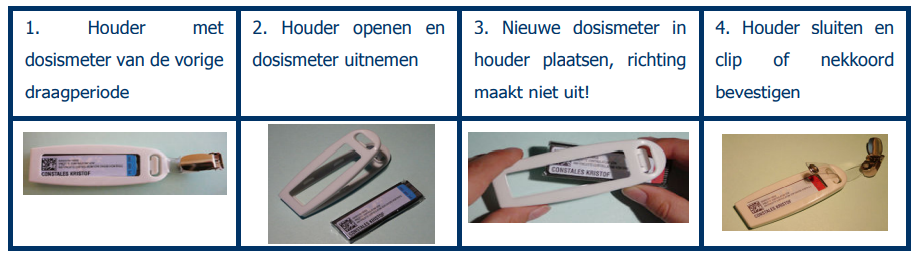 1. Houder met
dosismeter van de vorige
draagperiode
2. Houder openen en
dosismeter uitnemen
3. Nieuwe dosismeter in
houder plaatsen, richting
maakt niet uit!
4. Houder sluiten en
clip of nekkoord
bevestigen
CONSTALES KRISTOF
CONSTALES KRISTOF
CONSTALES KRISTOF
CONSTALES KRISTOF